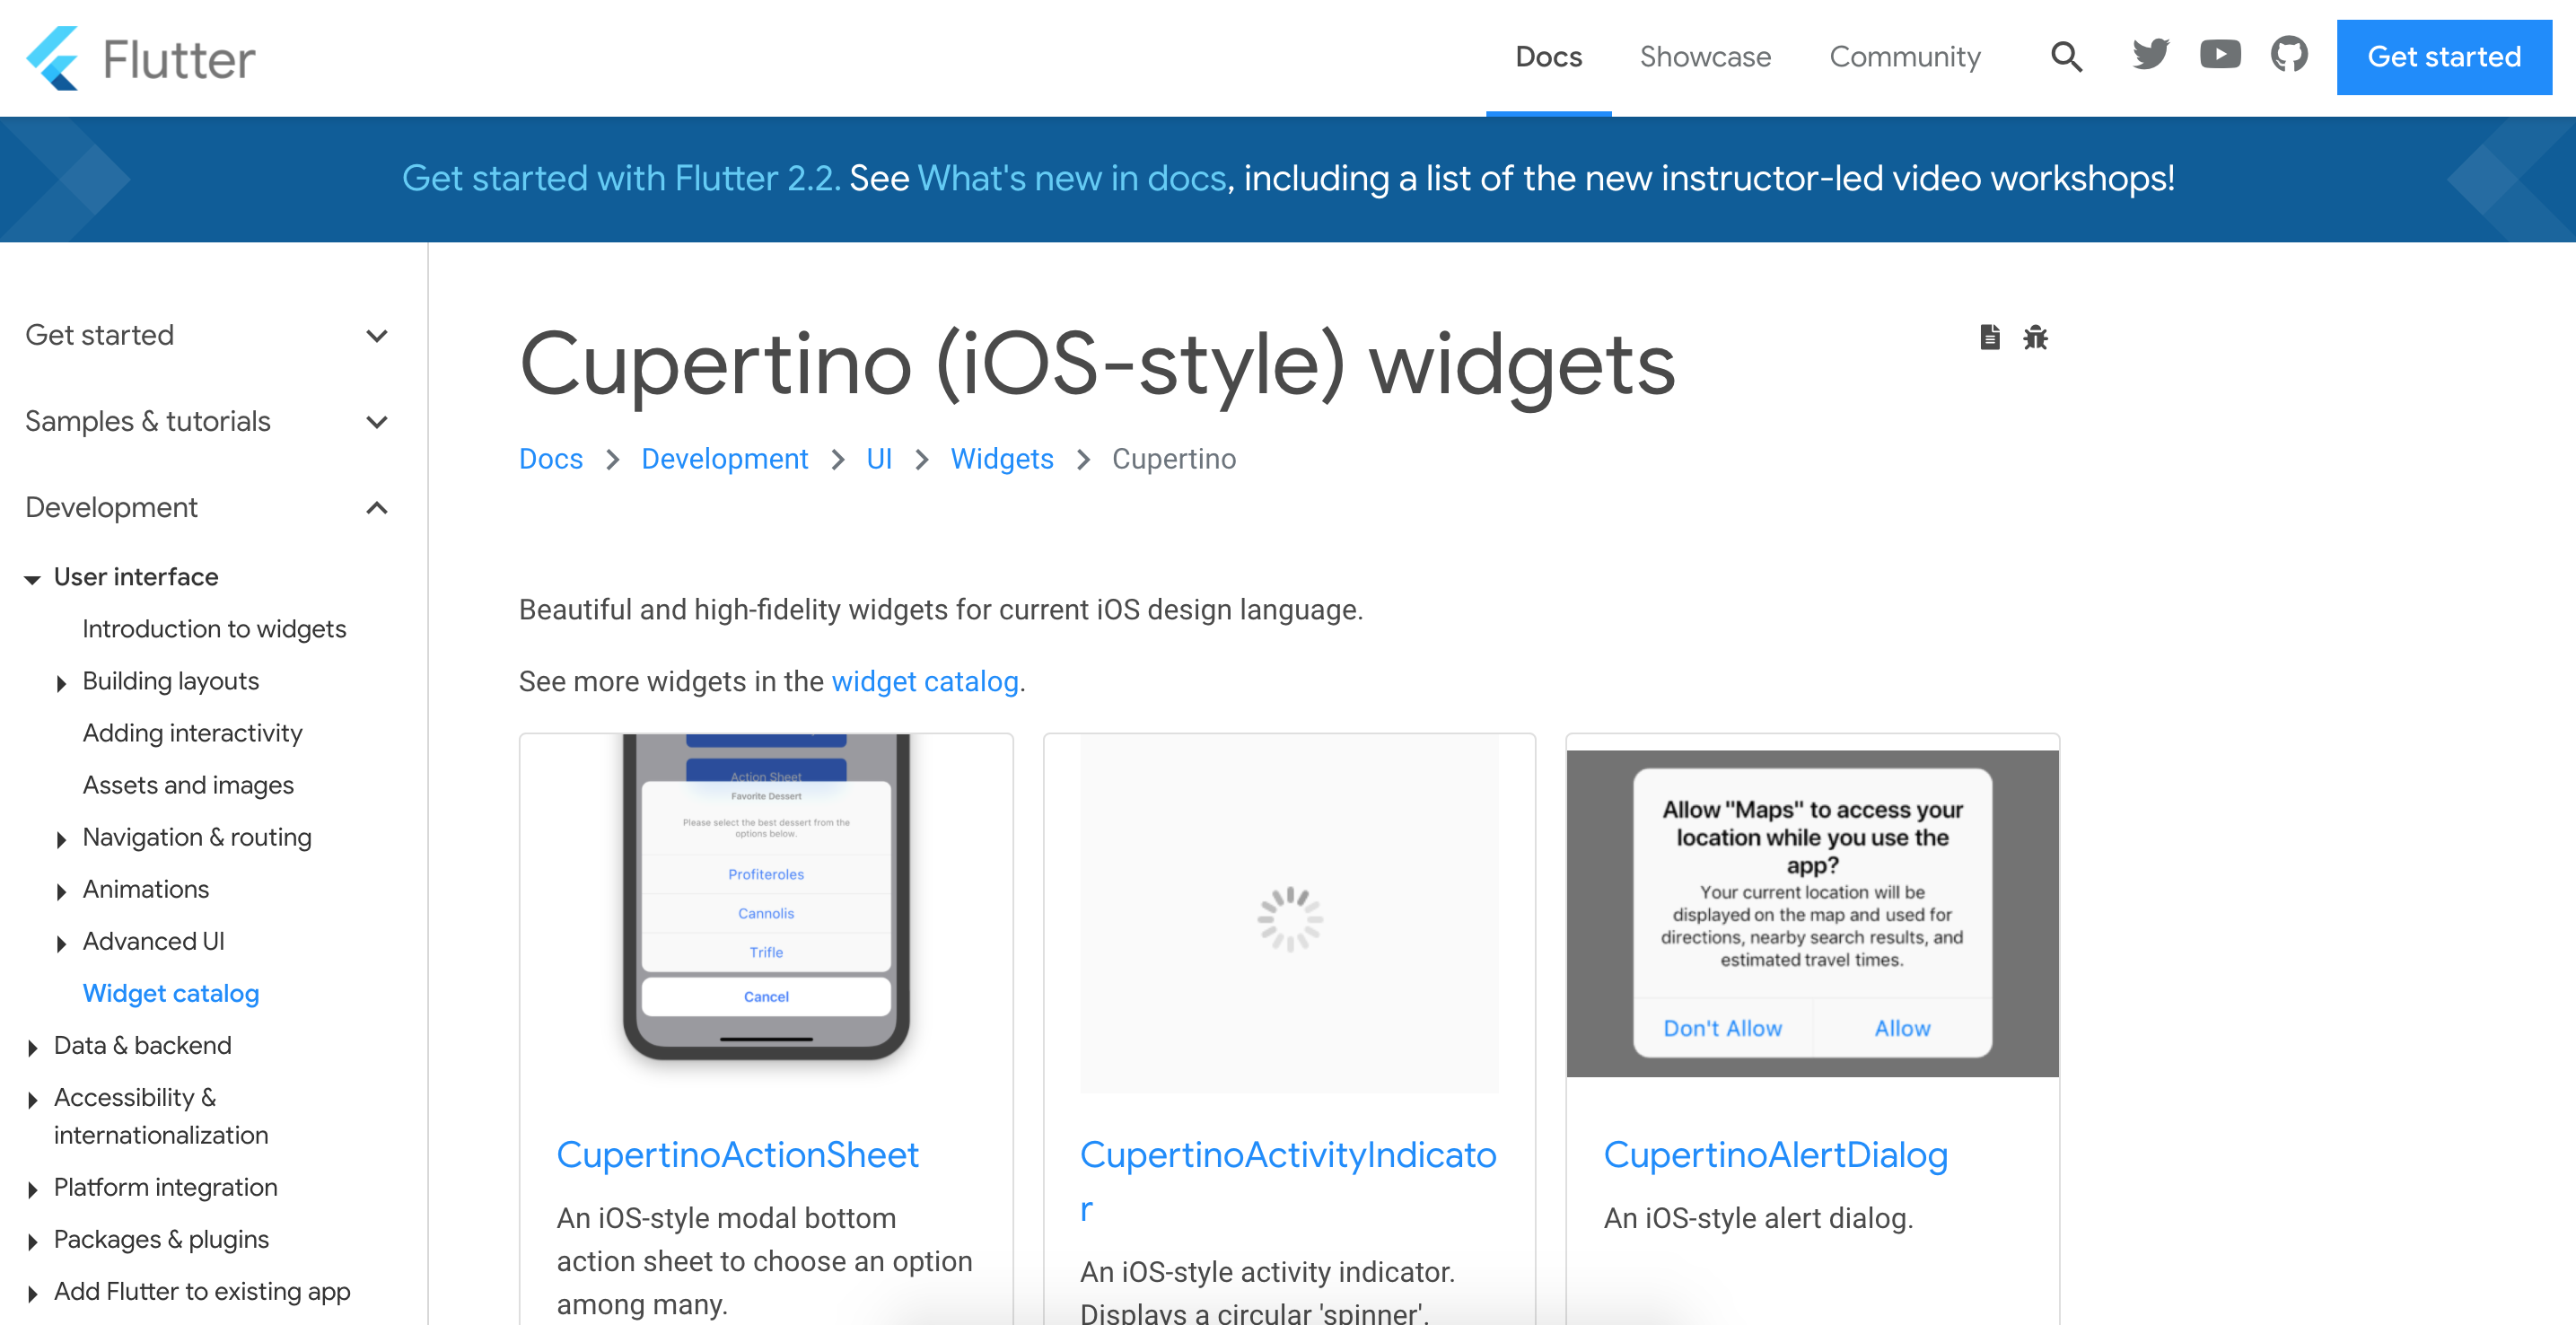 Flutter
Docs
Showcase
Community
Get started
Get started with Flutter 2.2. See What's new in docs, including a list of the new instructor-led video workshops!
Get started
Samples & tutorials
Development
User interface
Introduction to widgets
Building layouts
Adding interactivity
Assets and images
Navigation & routing
Animations
Advanced UI
Widget catalog
Data & backend
Accessibility &
internationalization
Platform integration
Packages & plugins
Add Flutter to existing app
Cupertino (iOS-style) widgets
Docs > Development > UI > Widgets > Cupertino
Beautiful and high-fidelity widgets for current iOS design language.
See more widgets in the widget catalog.
Action Sheet
Favorite Dessert
Please select the best dessert from the
options below.
Profiteroles
Cannolis
Trifle
Cancel
CupertinoActionSheet
An iOS-style modal bottom
action sheet to choose an option
among many.
CupertinoActivityIndicato
r
An iOS-style activity indicator.
Displays a circular 'spinner'.
Allow "Maps" to access your
location while you use the
app?
Your current location will be
displayed on the map and used for
directions, nearby search results, and
estimated travel times.
Don't Allow
Allow
CupertinoAlertDialog
An iOS-style alert dialog.